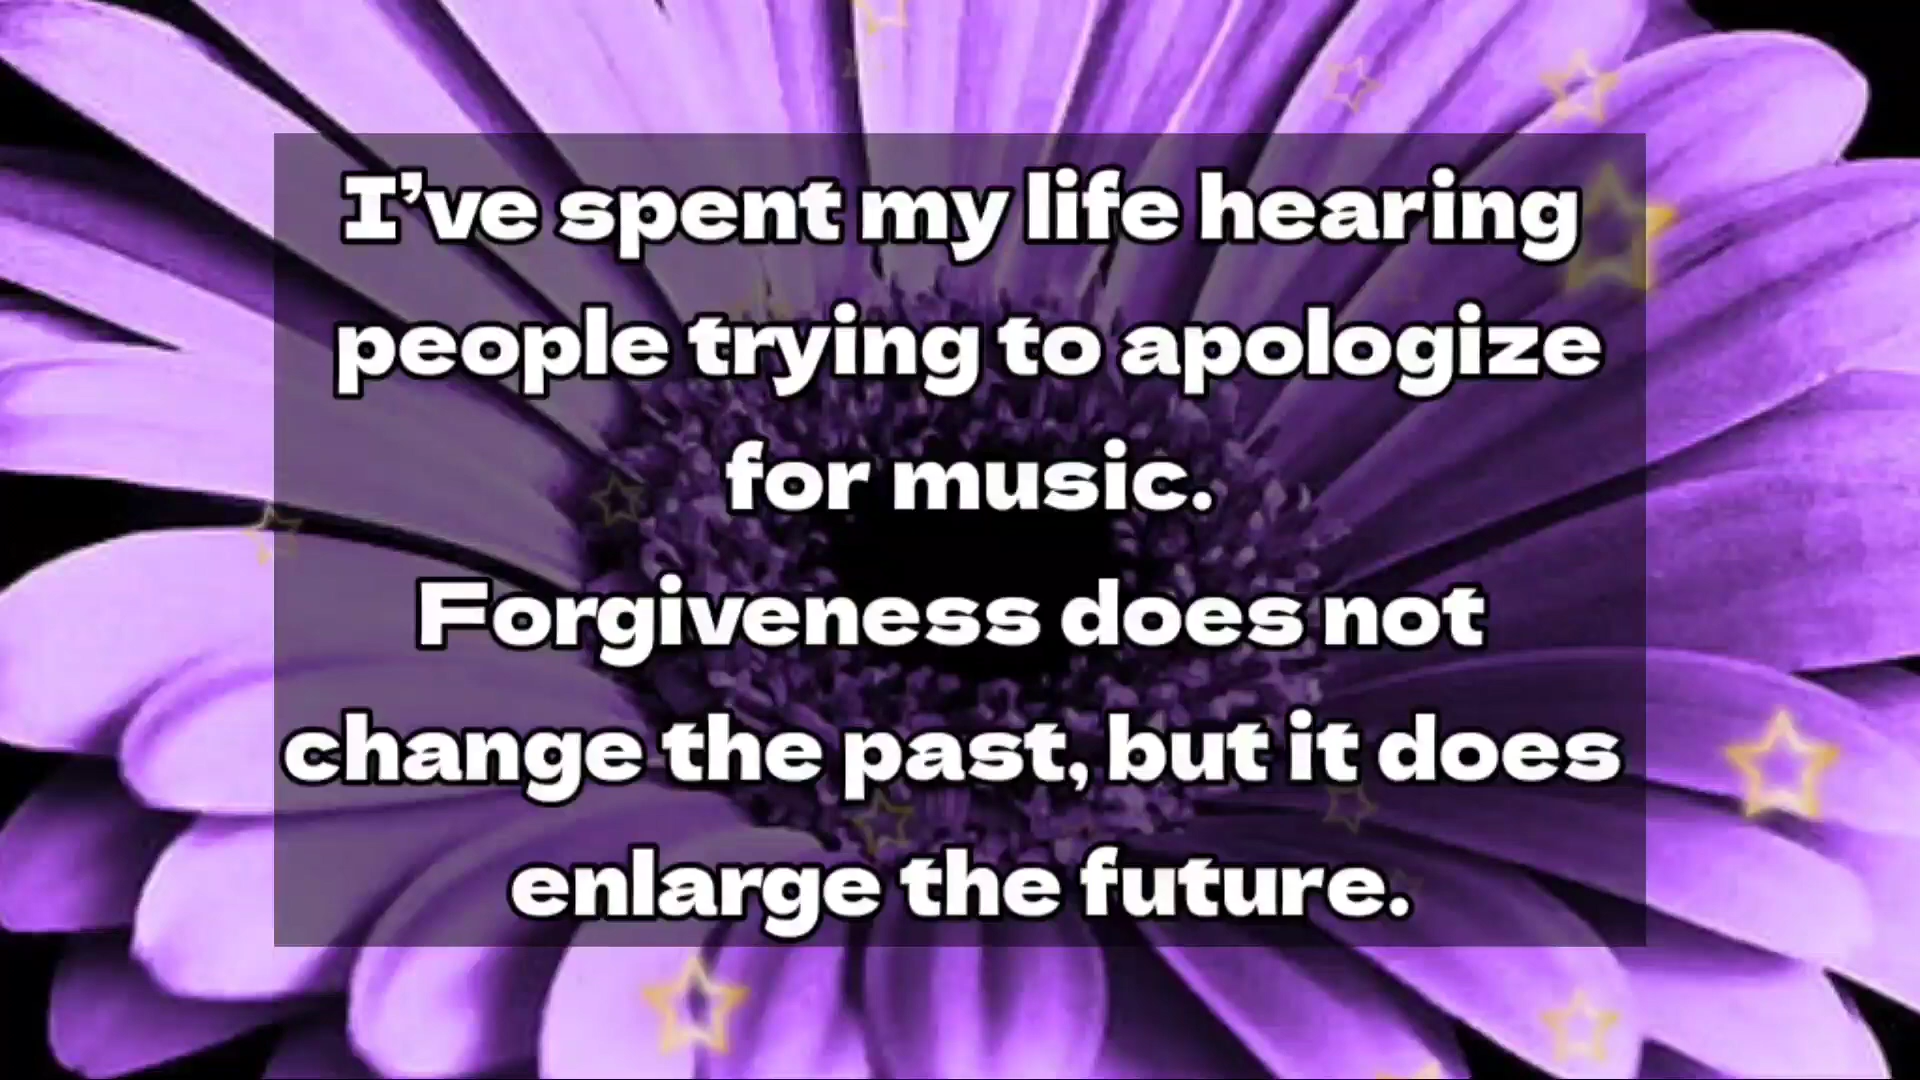 I’ve spent my life hearing
people trying to apologize
for music.
Forgiveness does not
change the past, but it does
enlarge the future.